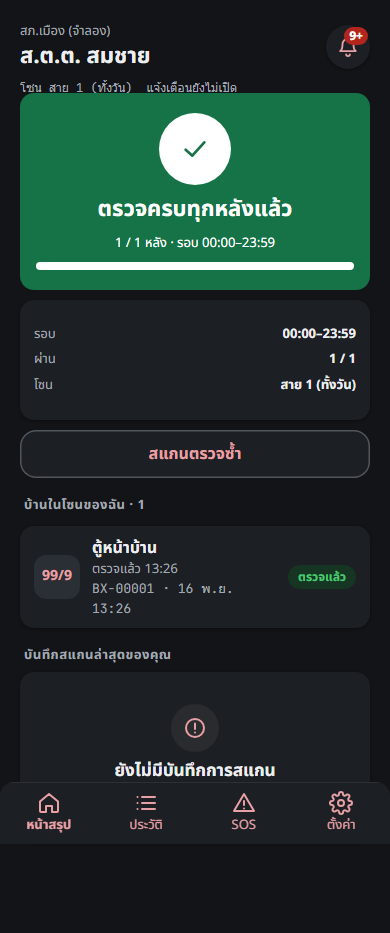 สภ.เมือง (จำลอง)
ส.ต.ต. สมชาย
9+
โซน สาย 1 (ทั้งวัน) แจ้งเตือนยังไม่เปิด
ตรวจครบทุกหลังแล้ว
1 / 1 หลัง · รอบ 00:00–23:59
รอบ 00:00–23:59
ผ่าน 1 / 1
โซน สาย 1 (ทั้งวัน)
สแกนตรวจซ้ำ
บ้านในโซนของฉัน · 1
99/9
ตู้หน้าบ้าน
ตรวจแล้ว 13:26
BX-00001 · 16 พ.ย.
13:26
ตรวจแล้ว
บันทึกสแกนล่าสุดของคุณ
ยังไม่มีบันทึกการสแกน
หน้าสรุป ประวัติ SOS ตั้งค่า